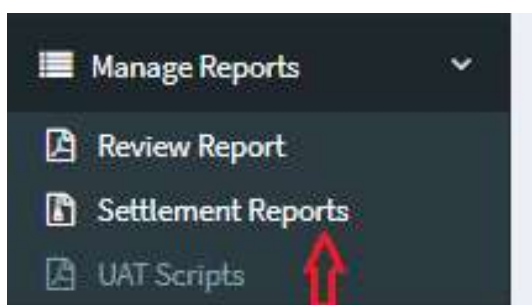 Manage Reports
Review Report
Settlement Reports
UAT Scripts